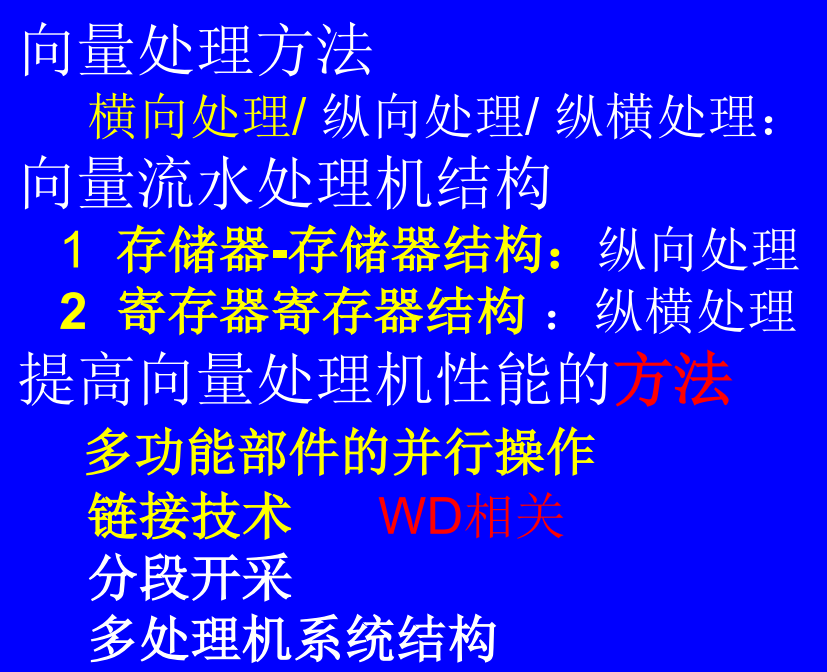 向量处理方法
横向处理/ 纵向处理/ 纵横处理：
向量流水处理机结构
1 存储器-存储器结构：纵向处理
2 寄存器寄存器结构 ：纵横处理
提高向量处理机性能的方法
多功能部件的并行操作
链接技术 WD相关
分段开采
多处理机系统结构